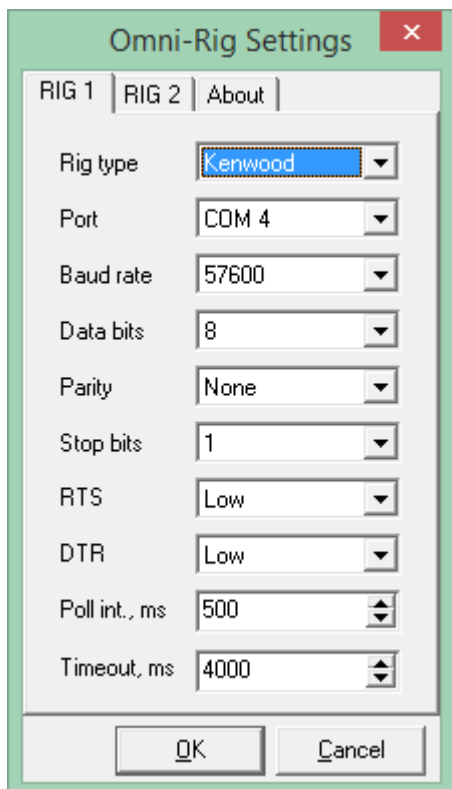 Omni-Rig Settings
RIG 1 RIG 2 About
Rig type Kenwood
Port COM 4
Baud rate 57600
Data bits 8
Parity None
Stop bits 1
RTS Low
DTR Low
Poll int., ms 500
Timeout, ms 4000
OK Cancel